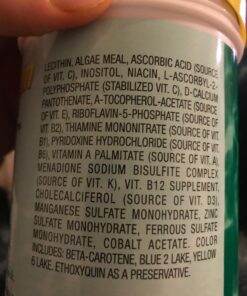 LECITHIN, ALGAE MEAL, ASCORBIC ACID (SOURCE
OF VIT. C), INOSITOL, NIACIN, L-ASCORBYL-2-
POLYPHOSPHATE (STABILIZED VIT. C), D-CALCIUM
PANTOTHENATE, A-TOCOPHEROL-ACETATE (SOURCE
OF VIT. E), RIBOFLAVIN-5-PHOSPHATE (SOURCE OF
VIT. B2), THIAMINE MONONITRATE (SOURCE OF VIT.
B1), PYRIDOXINE HYDROCHLORIDE (SOURCE OF VIT.
B6), VITAMIN A PALMITATE (SOURCE OF VIT. A),
MENADIONE SODIUM BISULFITE COMPLEX
(SOURCE OF VIT. K), VIT. B12 SUPPLEMENT,
CHOLECALCIFEROL (SOURCE OF VIT. D3),
MANGANESE SULFATE MONOHYDRATE, ZINC
SULFATE MONOHYDRATE, FERROUS SULFATE
MONOHYDRATE, COBALT ACETATE. COLOR
INCLUDES: BETA-CAROTENE, BLUE 2 LAKE, YELLOW
6 LAKE. ETHOXYQUIN AS A PRESERVATIVE.